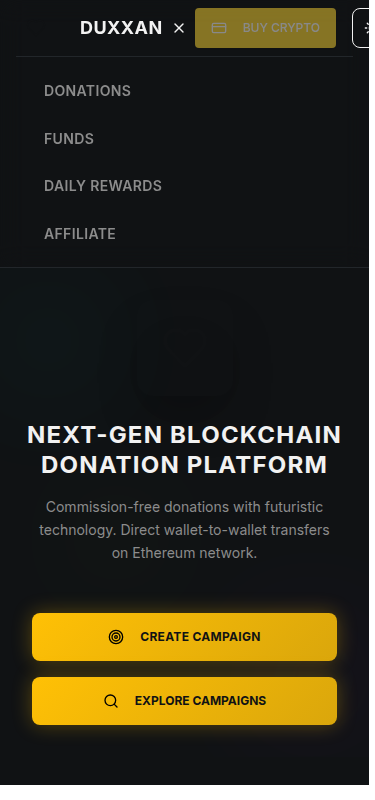 DUXXAN
BUY CRYPTO
DONATIONS
FUNDS
DAILY REWARDS
AFFILIATE
NEXT-GEN BLOCKCHAIN
DONATION PLATFORM
Commission-free donations with futuristic
technology. Direct wallet-to-wallet transfers
on Ethereum network.
CREATE CAMPAIGN
EXPLORE CAMPAIGNS